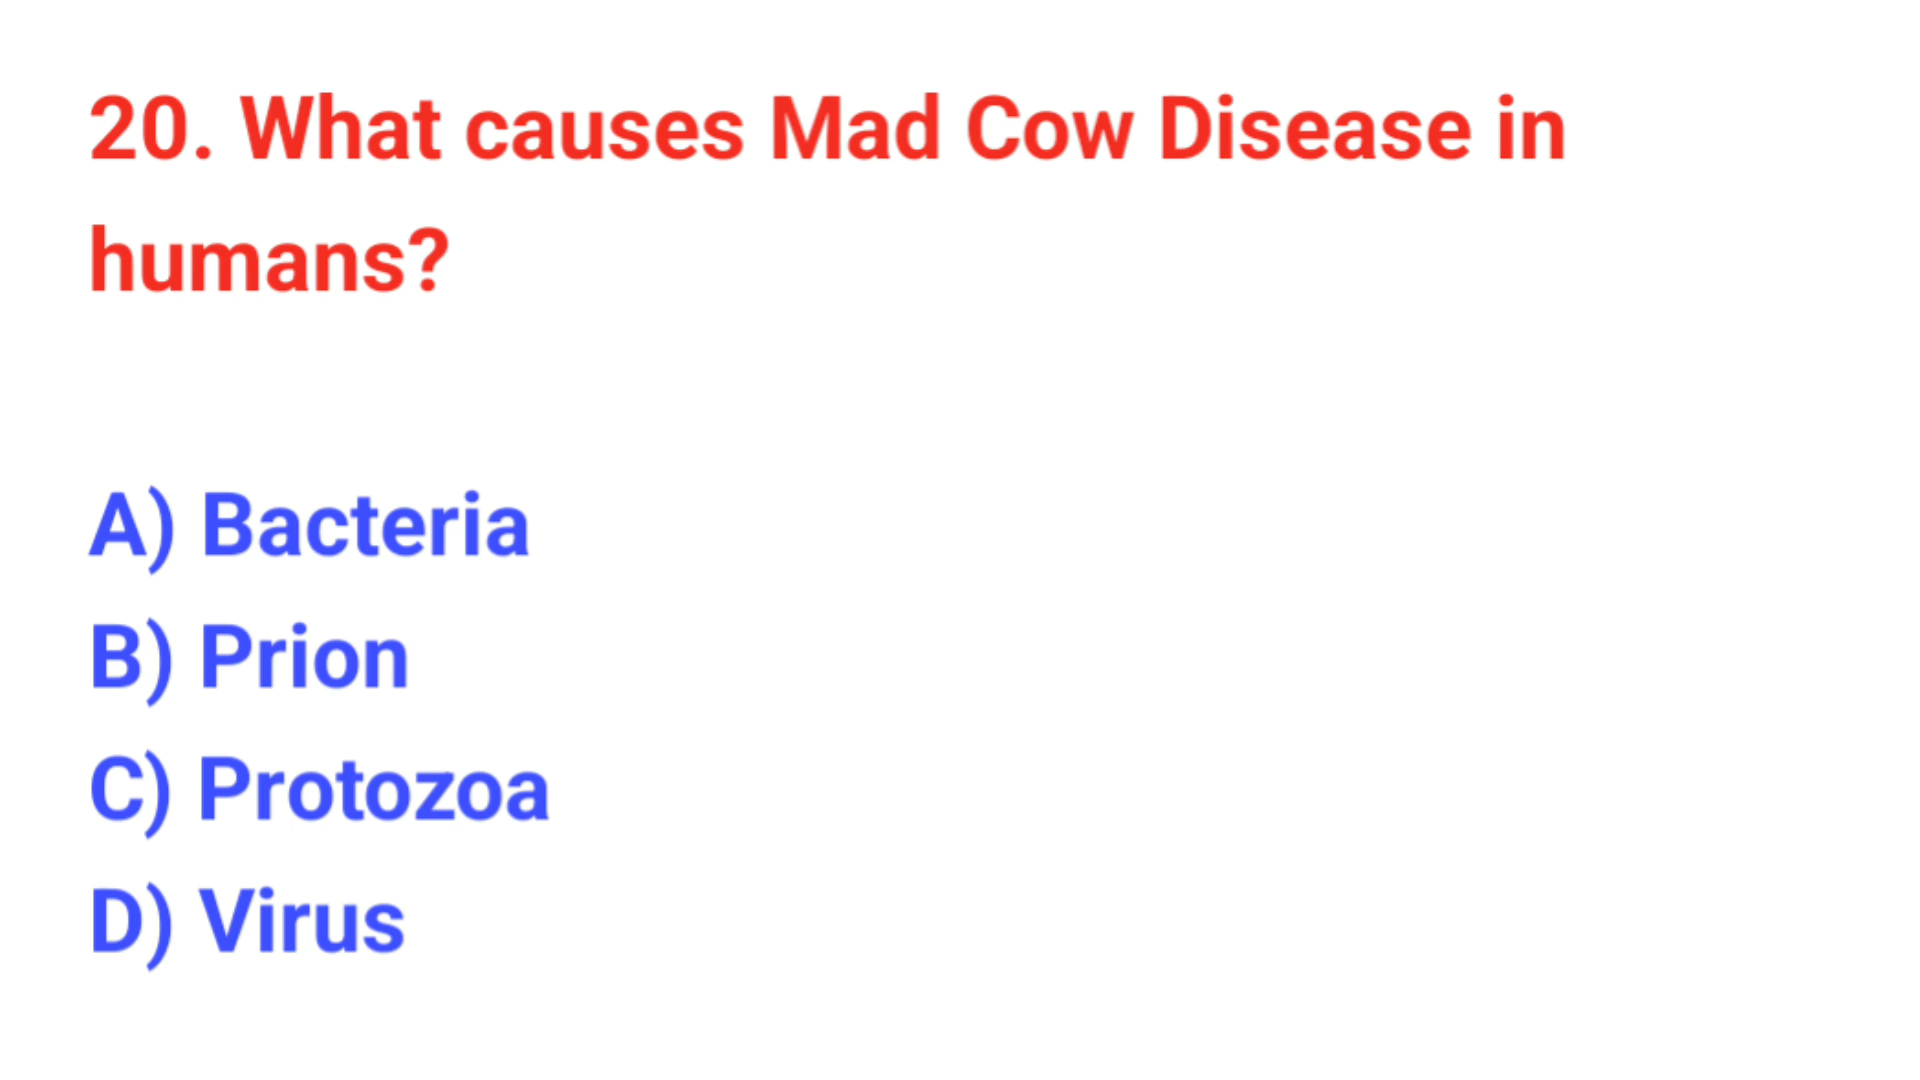 20. What causes Mad Cow Disease in
humans?
A) Bacteria
B) Prion
C) Protozoa
D) Virus